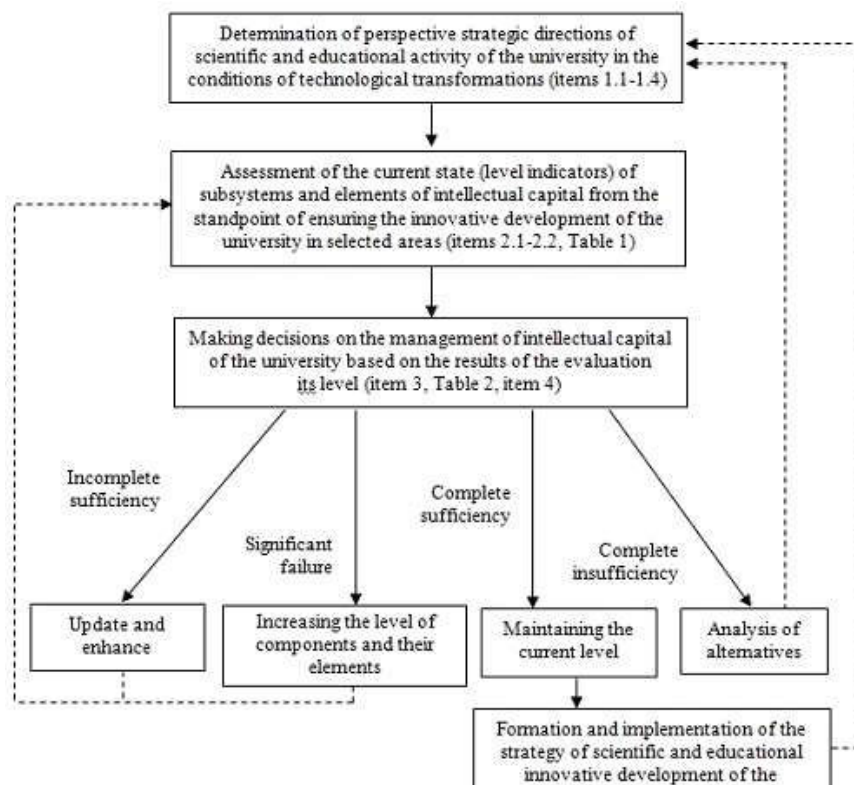 Determination of perspective strategic directions of
scientific and educational activity of the university in the
conditions of technological transformations (items 1.1-1.4)
Assessment of the current state (level indicators) of
subsystems and elements of intellectual capital from the
standpoint of ensuring the innovative development of the
university in selected areas (items 2.1-2.2, Table 1)
Making decisions on the management of intellectual capital
of the university based on the results of the evaluation
its level (item 3, Table 2, item 4)
Incomplete
sufficiency
Significant
failure
Complete
sufficiency
Complete
insufficiency
Update and
enhance
Increasing the level of
components and their
elements
Maintaining the
current level
Analysis of
alternatives
Formation and implementation of the
strategy of scientific and educational
innovative development of the